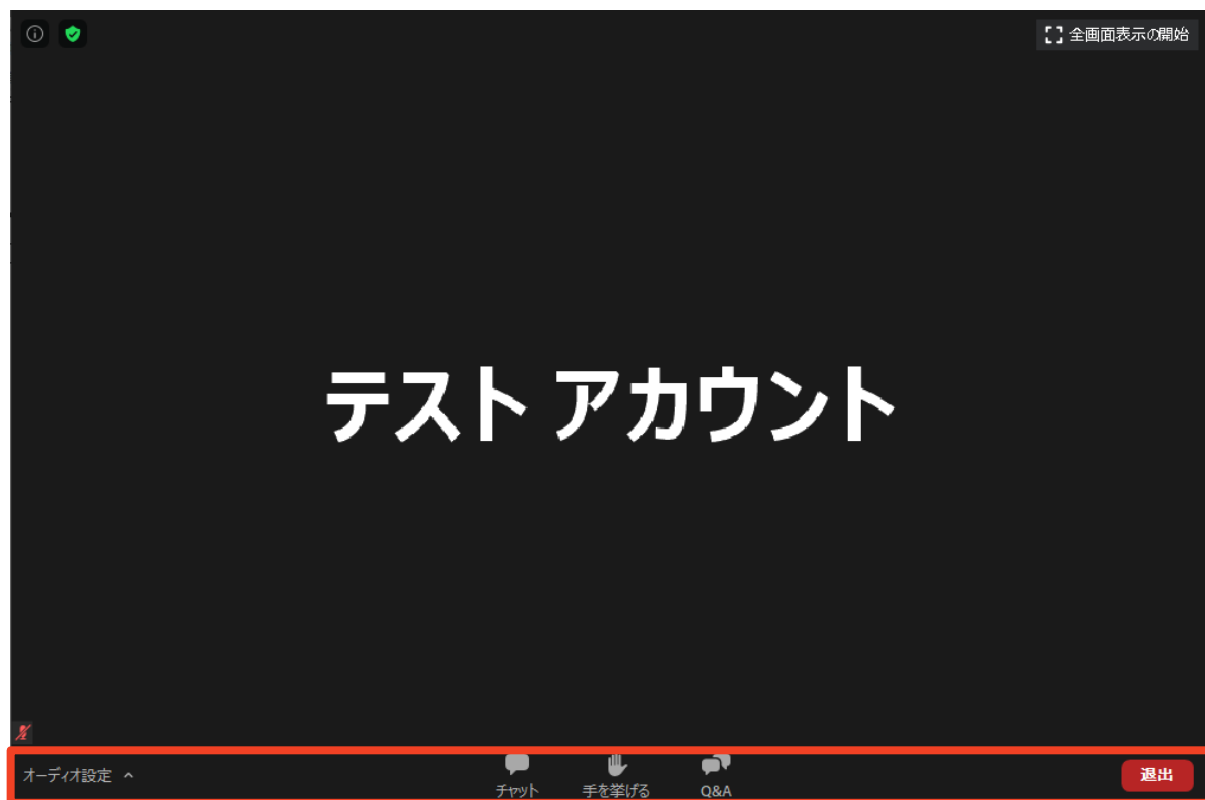 全画面表示の開始
テスト アカウント
オーディオ設定
チャット
手を挙げる
Q&A
退出